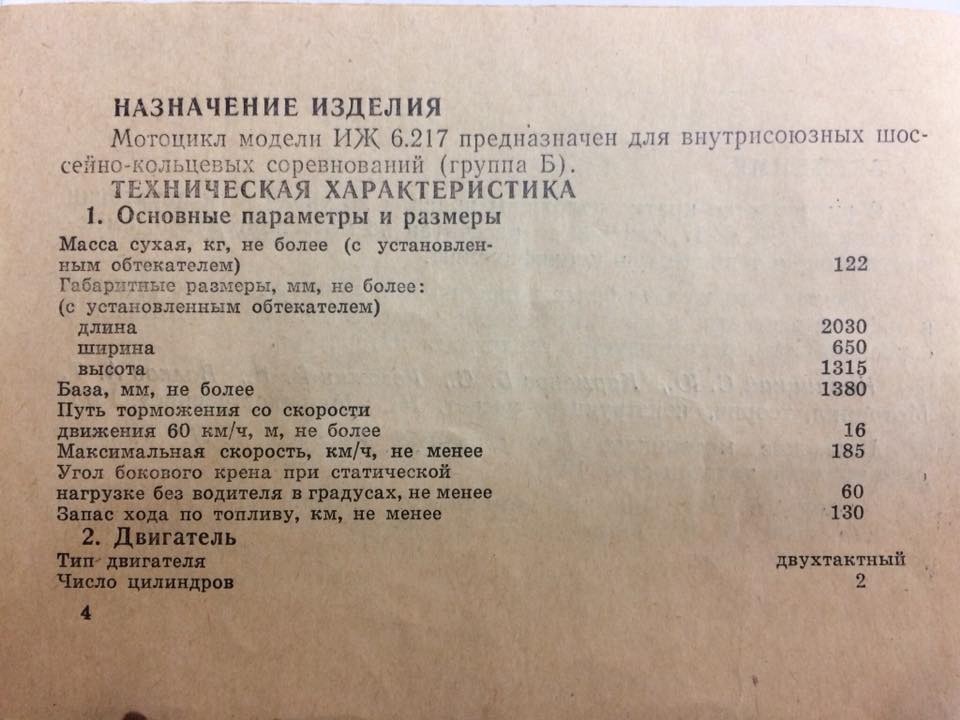 НАЗНАЧЕНИЕ ИЗДЕЛИЯ
Мотоцикл модели ИЖ 6.217 предназначен для внутрисоюзных шос-
сейно-кольцевых соревнований (группа Б).
ТЕХНИЧЕСКАЯ ХАРАКТЕРИСТИКА
1. Основные параметры и размеры
Масса сухая, кг, не более (с установлен-
ным обтекателем) 122
Габаритные размеры, мм, не более:
(с установленным обтекателем)
длина 2030
ширина 650
высота 1315
База, мм, не более 1380
Путь торможения со скорости
движения 60 км/ч, м, не более 16
Максимальная скорость, км/ч, не менее 185
Угол бокового крена при статической
нагрузке без водителя в градусах, не менее 60
Запас хода по топливу, км, не менее 130
2. Двигатель
Тип двигателя двухтактный
Число цилиндров 2
4